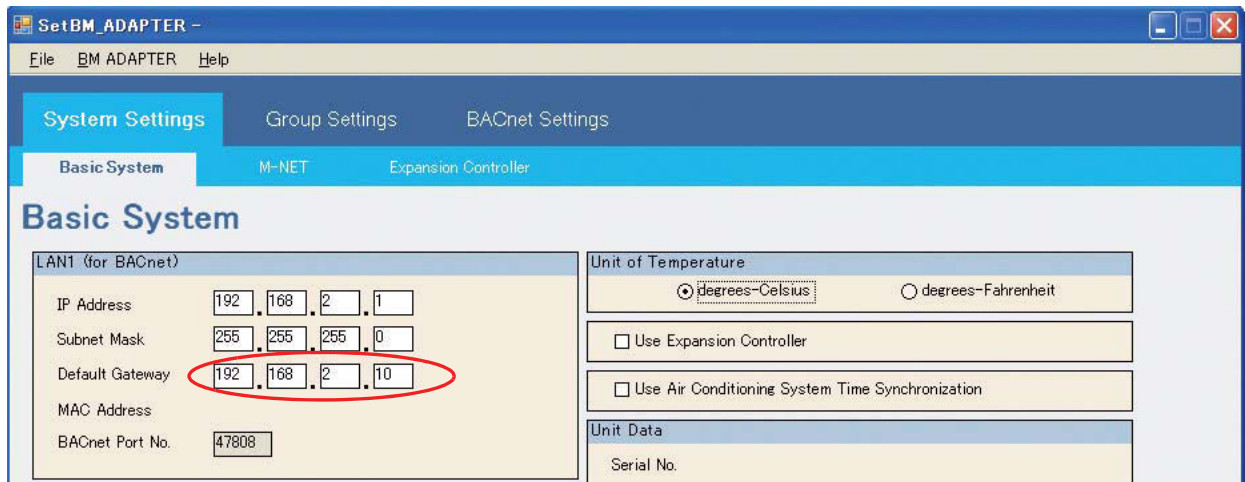 SetBM_ADAPTER -
File BM ADAPTER Help
System Settings Group Settings BACnet Settings
Basic System M-NET Expansion Controller
Basic System
LAN1 (for BACnet)
IP Address 192 . 168 . 2 . 1
Subnet Mask 255 . 255 . 255 . 0
Default Gateway 192 . 168 . 2 . 10
MAC Address
BACnet Port No. 47808
Unit of Temperature
degrees-Celsius degrees-Fahrenheit
Use Expansion Controller
Use Air Conditioning System Time Synchronization
Unit Data
Serial No.